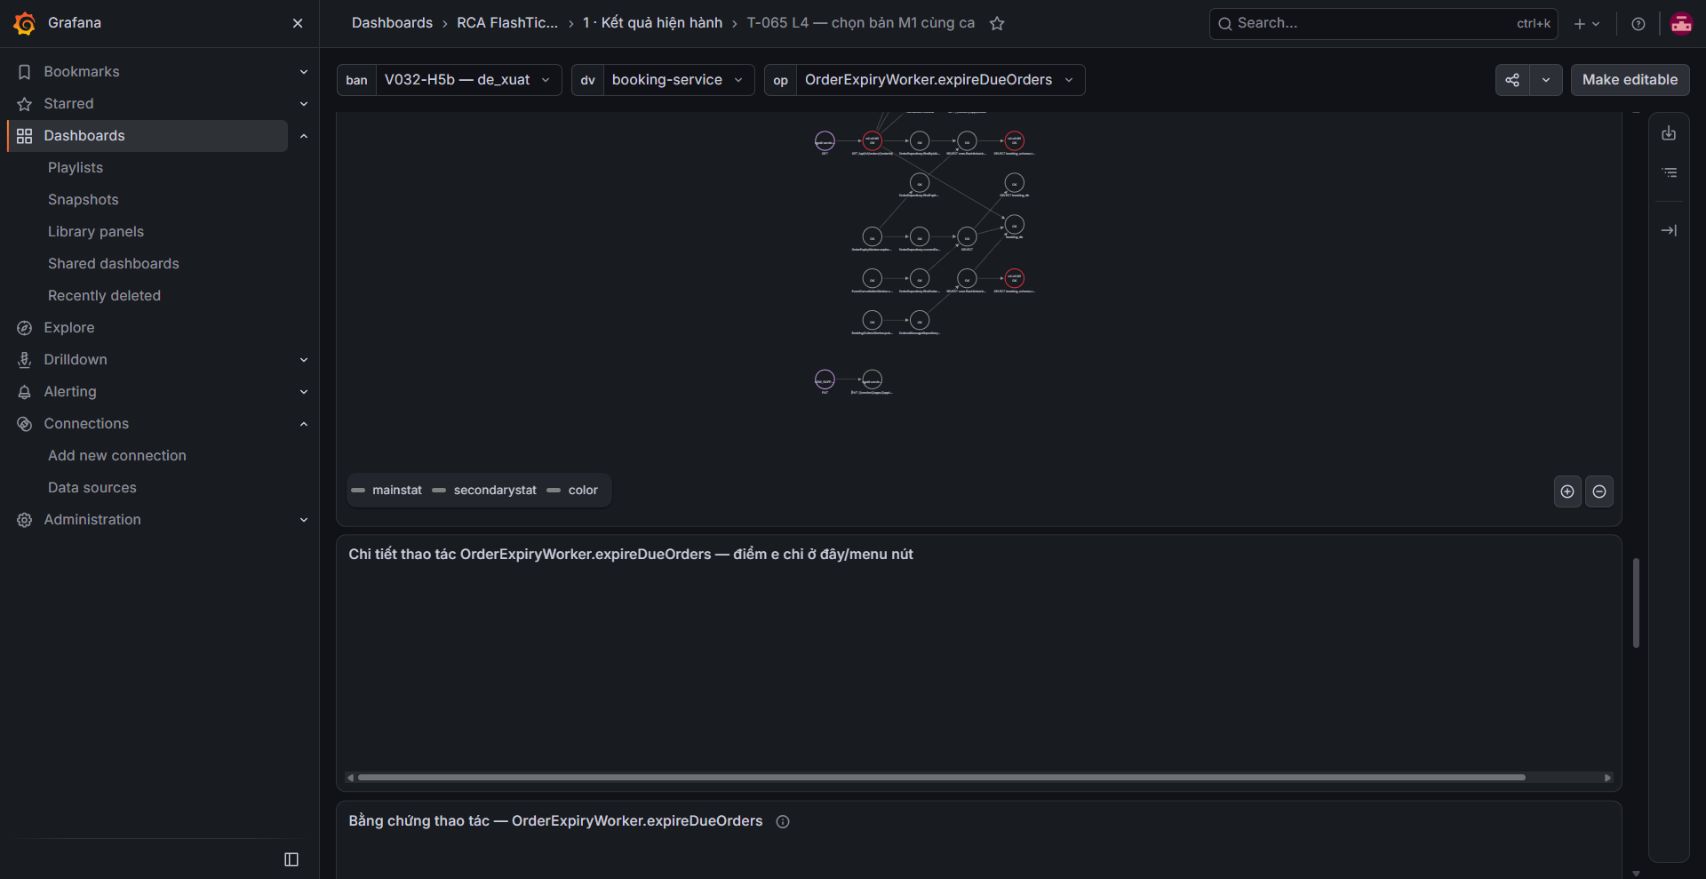 Grafana
Dashboards › RCA FlashTic... › 1 · Kết quả hiện hành › T-065 L4 — chọn bản M1 cùng ca
Search... ctrl+k
Bookmarks
Starred
Dashboards
Playlists
Snapshots
Library panels
Shared dashboards
Recently deleted
Explore
Drilldown
Alerting
Connections
Add new connection
Data sources
Administration
ban V032-H5b — de_xuat
dv booking-service
op OrderExpiryWorker.expireDueOrders
Make editable
mainstat secondarystat color
Chi tiết thao tác OrderExpiryWorker.expireDueOrders — điểm e chỉ ở đây/menu nút
Bằng chứng thao tác — OrderExpiryWorker.expireDueOrders